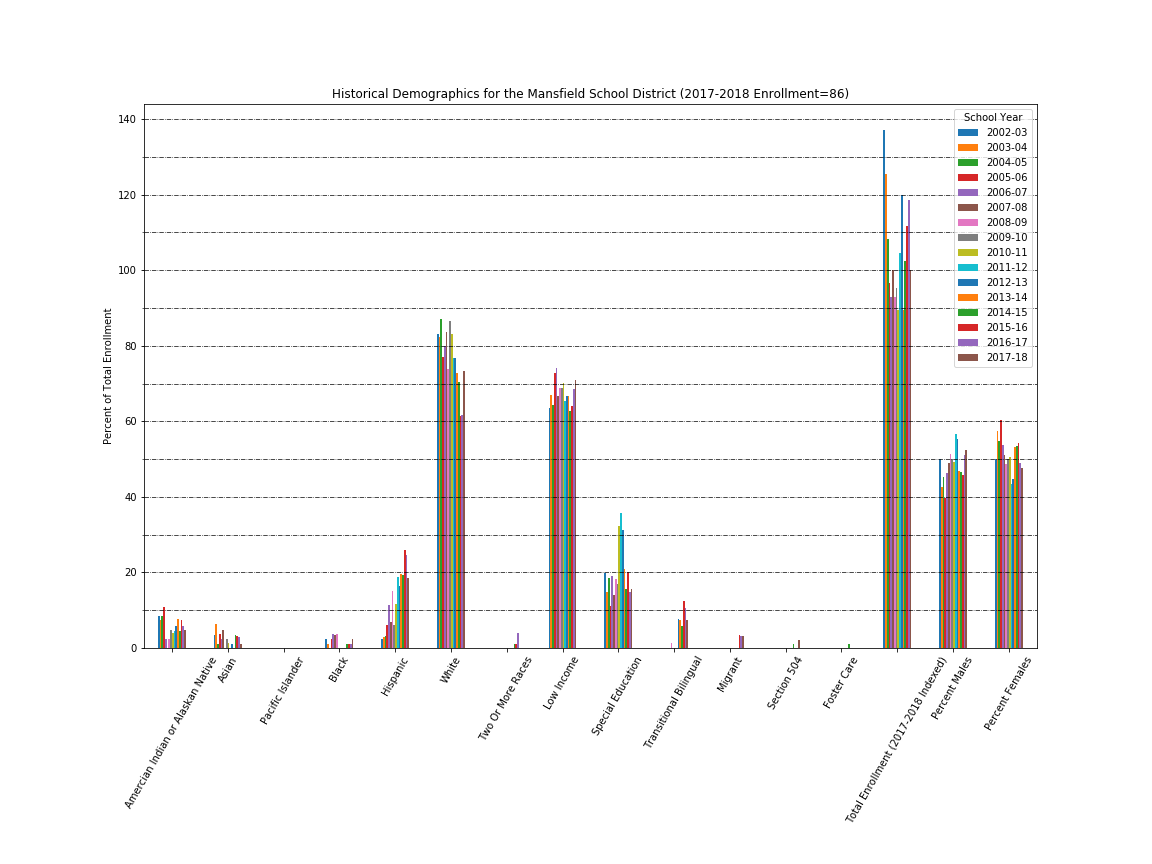 Historical Demographics for the Mansfield School District (2017-2018 Enrollment=86)
Percent of Total Enrollment
140
120
100
80
60
40
20
0
School Year
2002-03
2003-04
2004-05
2005-06
2006-07
2007-08
2008-09
2009-10
2010-11
2011-12
2012-13
2013-14
2014-15
2015-16
2016-17
2017-18
Amercian Indian or Alaskan Native
Asian
Pacific Islander
Black
Hispanic
White
Two Or More Races
Low Income
Special Education
Transitional Bilingual
Migrant
Section 504
Foster Care
Total Enrollment (2017-2018 Indexed)
Percent Males
Percent Females